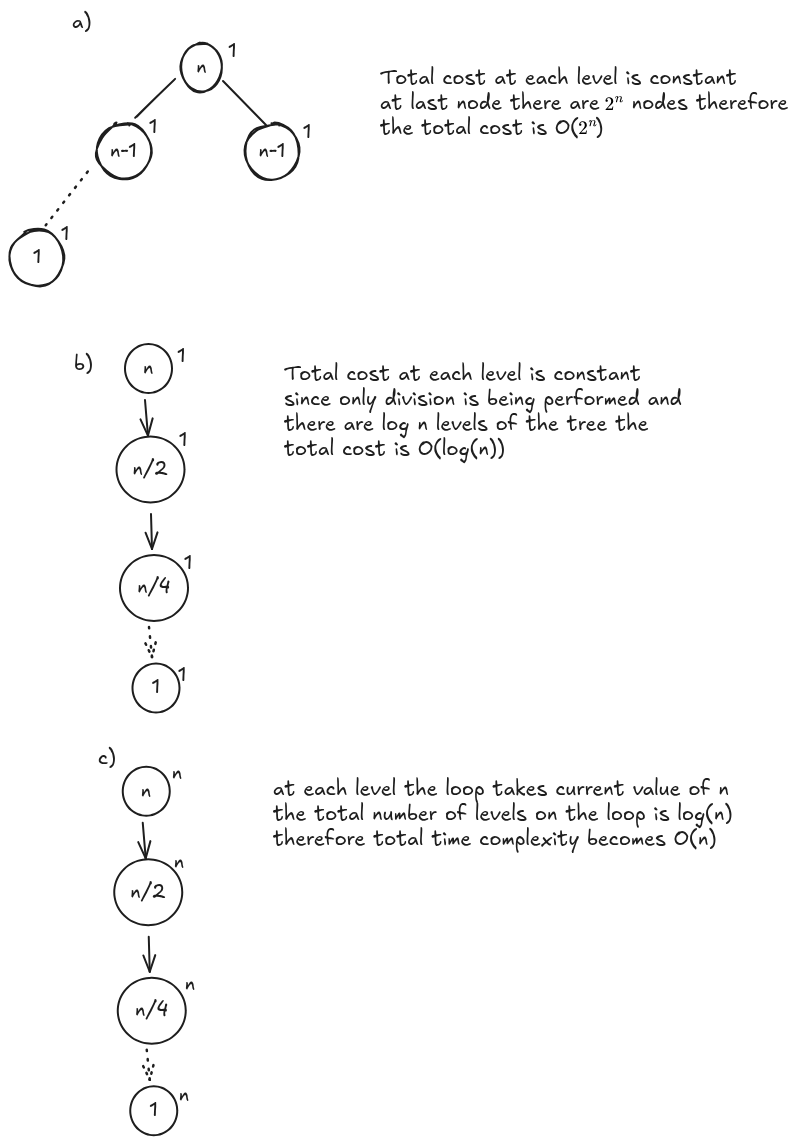 a)
n 1
n-1 1
n-1 1
1 1
Total cost at each level is constant
at last node there are 2ⁿ nodes therefore
the total cost is O(2ⁿ)
b)
n 1
n/2 1
n/4 1
1 1
Total cost at each level is constant
since only division is being performed and
there are log n levels of the tree the
total cost is O(log(n))
c)
n n
n/2 n
n/4 n
1 n
at each level the loop takes current value of n
the total number of levels on the loop is log(n)
therefore total time complexity becomes O(n)